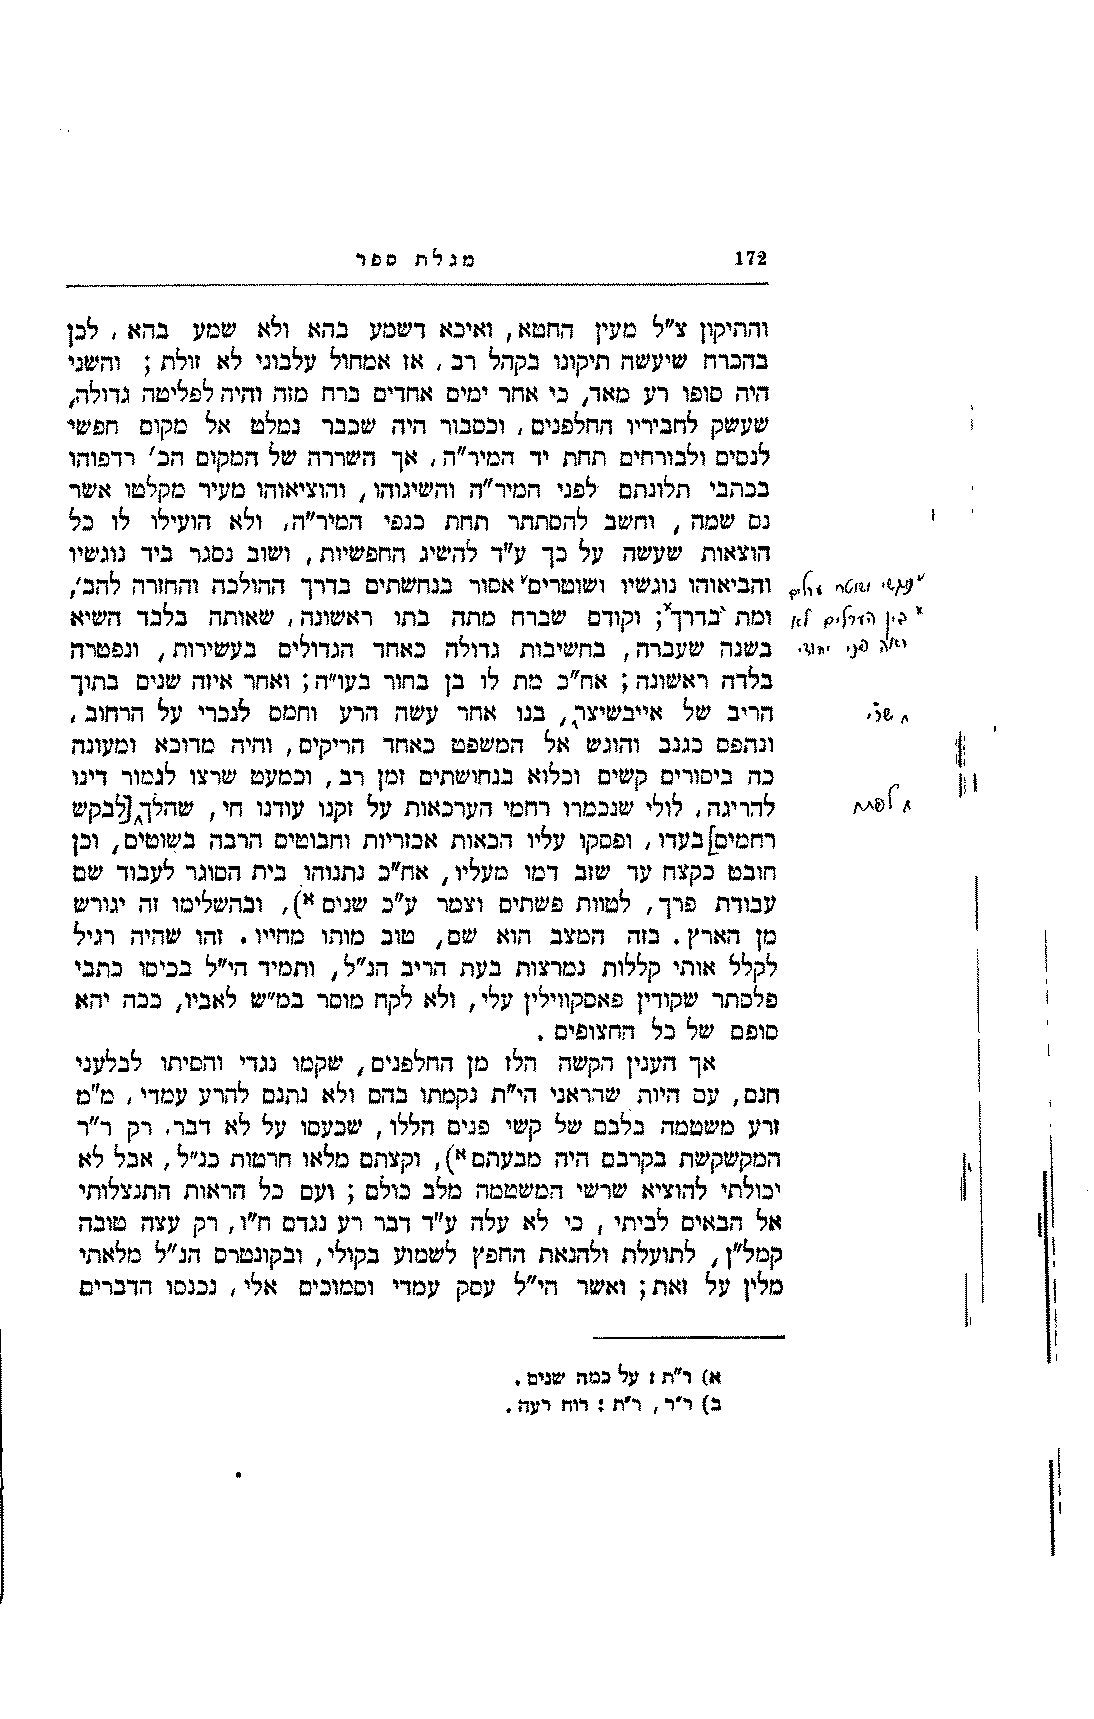 172
מגלת ספר
וההיקון צ"ל מעין החטא, ואיכא דשמע בהא ולא שמע בהא, לכן
בהכרח שיעשה תיקונו בקהל רב, אז אמחול עלבוני לא זולת; והשני
היה סופו רע מאד, כי אחר ימים אחדים ברח מזה והיה לפליטה גדולה,
שעשק לחביריו החלפנים, וכסבור היה שכבר נמלט אל מקום חפשי
לנסים ולבורחים תחת יד המיר"ה, אך השררה של המקום הב' רדפוהו
בכתבי תלונתם לפני המיר"ה והשיגוהו, והוציאוהו מעיר מקלטו אשר
נס שמה, וחשב להסתתר תחת כנפי המיר"ה, ולא הועילו לו כל
הוצאות שעשה על כך ע"ד להשיג החפשיות, ושוב נסגר ביד נוגשיו
והביאוהו נוגשיו ושוטרים אסור בנחשתים בדרך ההולכה והחזרה להב',
ומת בדרך; וקודם שברח מתה בתו ראשונה, שאותה בלבד השיא
בשנה שעברה, בחשיבות גדולה כאחד הגדולים בעשירות, ונפטרה
בלדה ראשונה; אח"כ מת לו בן בחור בעו"ה; ואחר איזה שנים בתוך
הריב של אייבשיצר, בנו אחר עשה הרע וחמס לנכרי על הרחוב,
ונתפס כגנב והוגש אל המשפט כאחד הריקים, והיה מדוכא ומעונה
כה ביסורים קשים וכלוא בנחושתים זמן רב, וכמעט שרצו לגמור דינו
להריגה, לולי שנכמרו רחמי הערכאות על זקנו עודנו חי, שהלך [לבקש
רחמים] בעדו, ופסקו עליו הכאות אכזריות וחבוטים הרבה בשוטים, וכן
חובט כקצח עד שזב דמו מעליו, אח"כ נתנוהו בית הסוגר לעבוד שם
עבודת פרך, לטוות פשתים וצמר ע"כ שנים א), ובהשלימו זה יגורש
מן הארץ. בזה המצב הוא שם, טוב מותו מחייו. זהו שהיה רגיל
לקלל אותי קללות נמרצות בעת הריב הנ"ל, ותמיד הי"ל בכיסו כתבי
פלסתר שקורין פאסקווילין עלי, ולא לקח מוסר במ"ש לאביו, ככה יהא
סופם של כל החצופים.
אך הענין הקשה הלז מן החלפנים, שקמו נגדי והסיתו לבלעני
חנם, עם היות שהראני הי"ת נקמתו בהם ולא נתנם להרע עמדי, מ"מ
זרע משטמה בלבם של קשי פנים הללו, שכעסו על לא דבר, רק ר"ר
המקשקשת בקרבם היה מבעתם א), וקצתם מלאו חרטות כנ"ל, אבל לא
יכולתי להוציא שרשי המשטמה מלב כולם; ועם כל הראות התנצלותי
אל הבאים לביתי, כי לא עלה ע"ד דבר רע נגדם ח"ו, רק עצה טובה
קמל"ן, לתועלת ולהנאת החפץ לשמוע בקולי, ובקונטרס הנ"ל מלאתי
מלין על זאת; ואשר הי"ל עסק עמדי וסמוכים אלי, נכנסו הדברים
א) ר"ת: על כמה שנים.
ב) ר"ר, ר"ת: רוח רעה.
בין הדלים לא